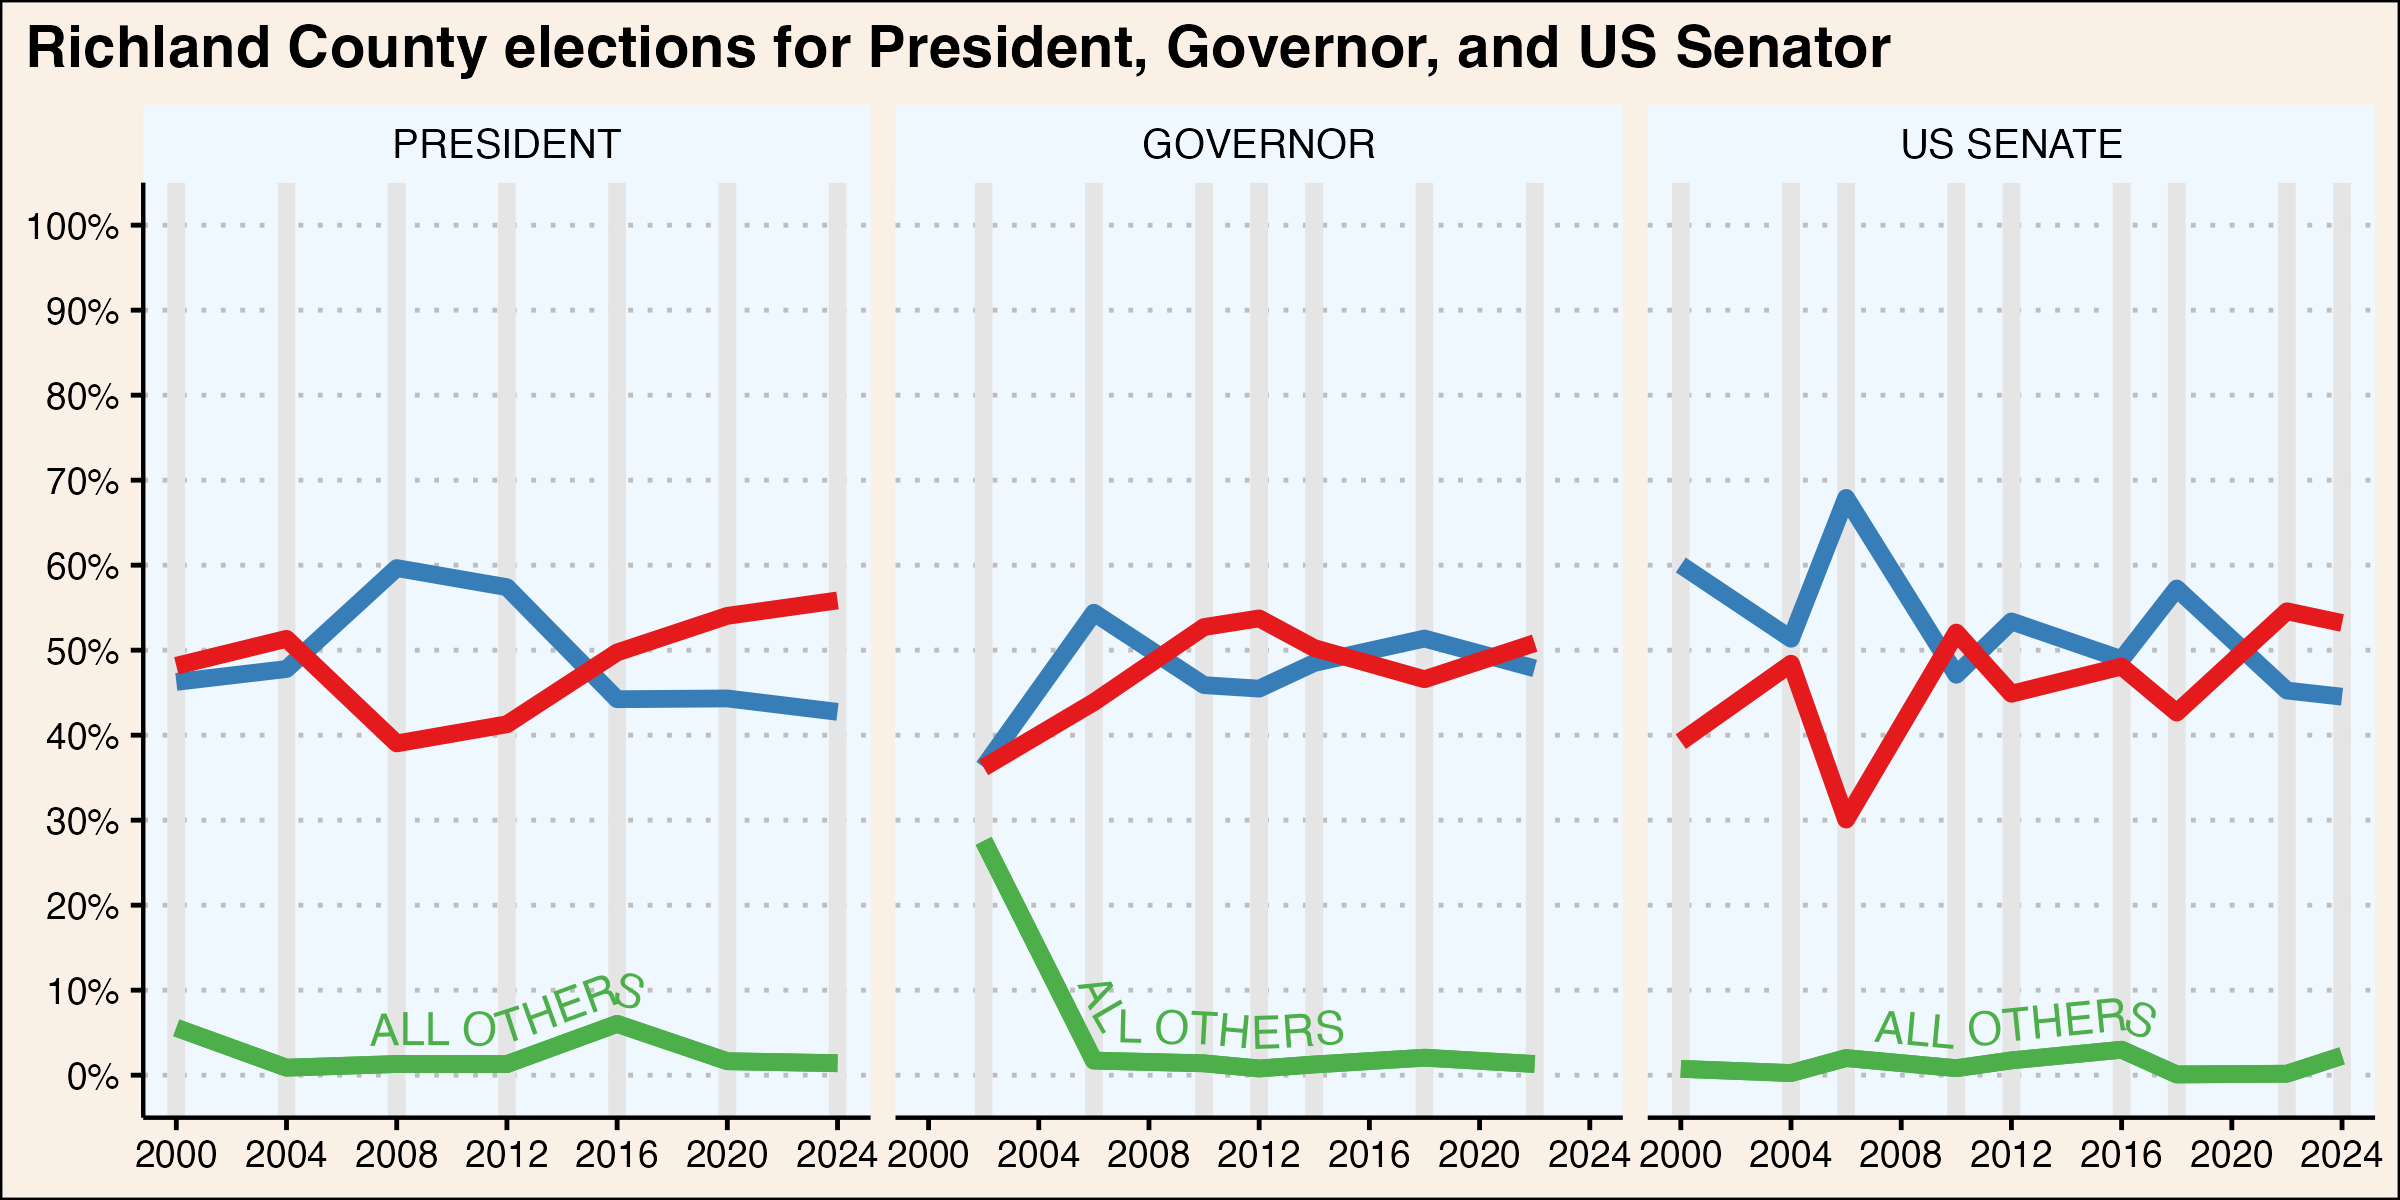 Richland County elections for President, Governor, and US Senator
PRESIDENT GOVERNOR US SENATE
100%
90%
80%
70%
60%
50%
40%
30%
20%
10%
0%
ALL OTHERS ALL OTHERS ALL OTHERS
2000 2004 2008 2012 2016 2020 2024 2000 2004 2008 2012 2016 2020 2024 2000 2004 2008 2012 2016 2020 2024